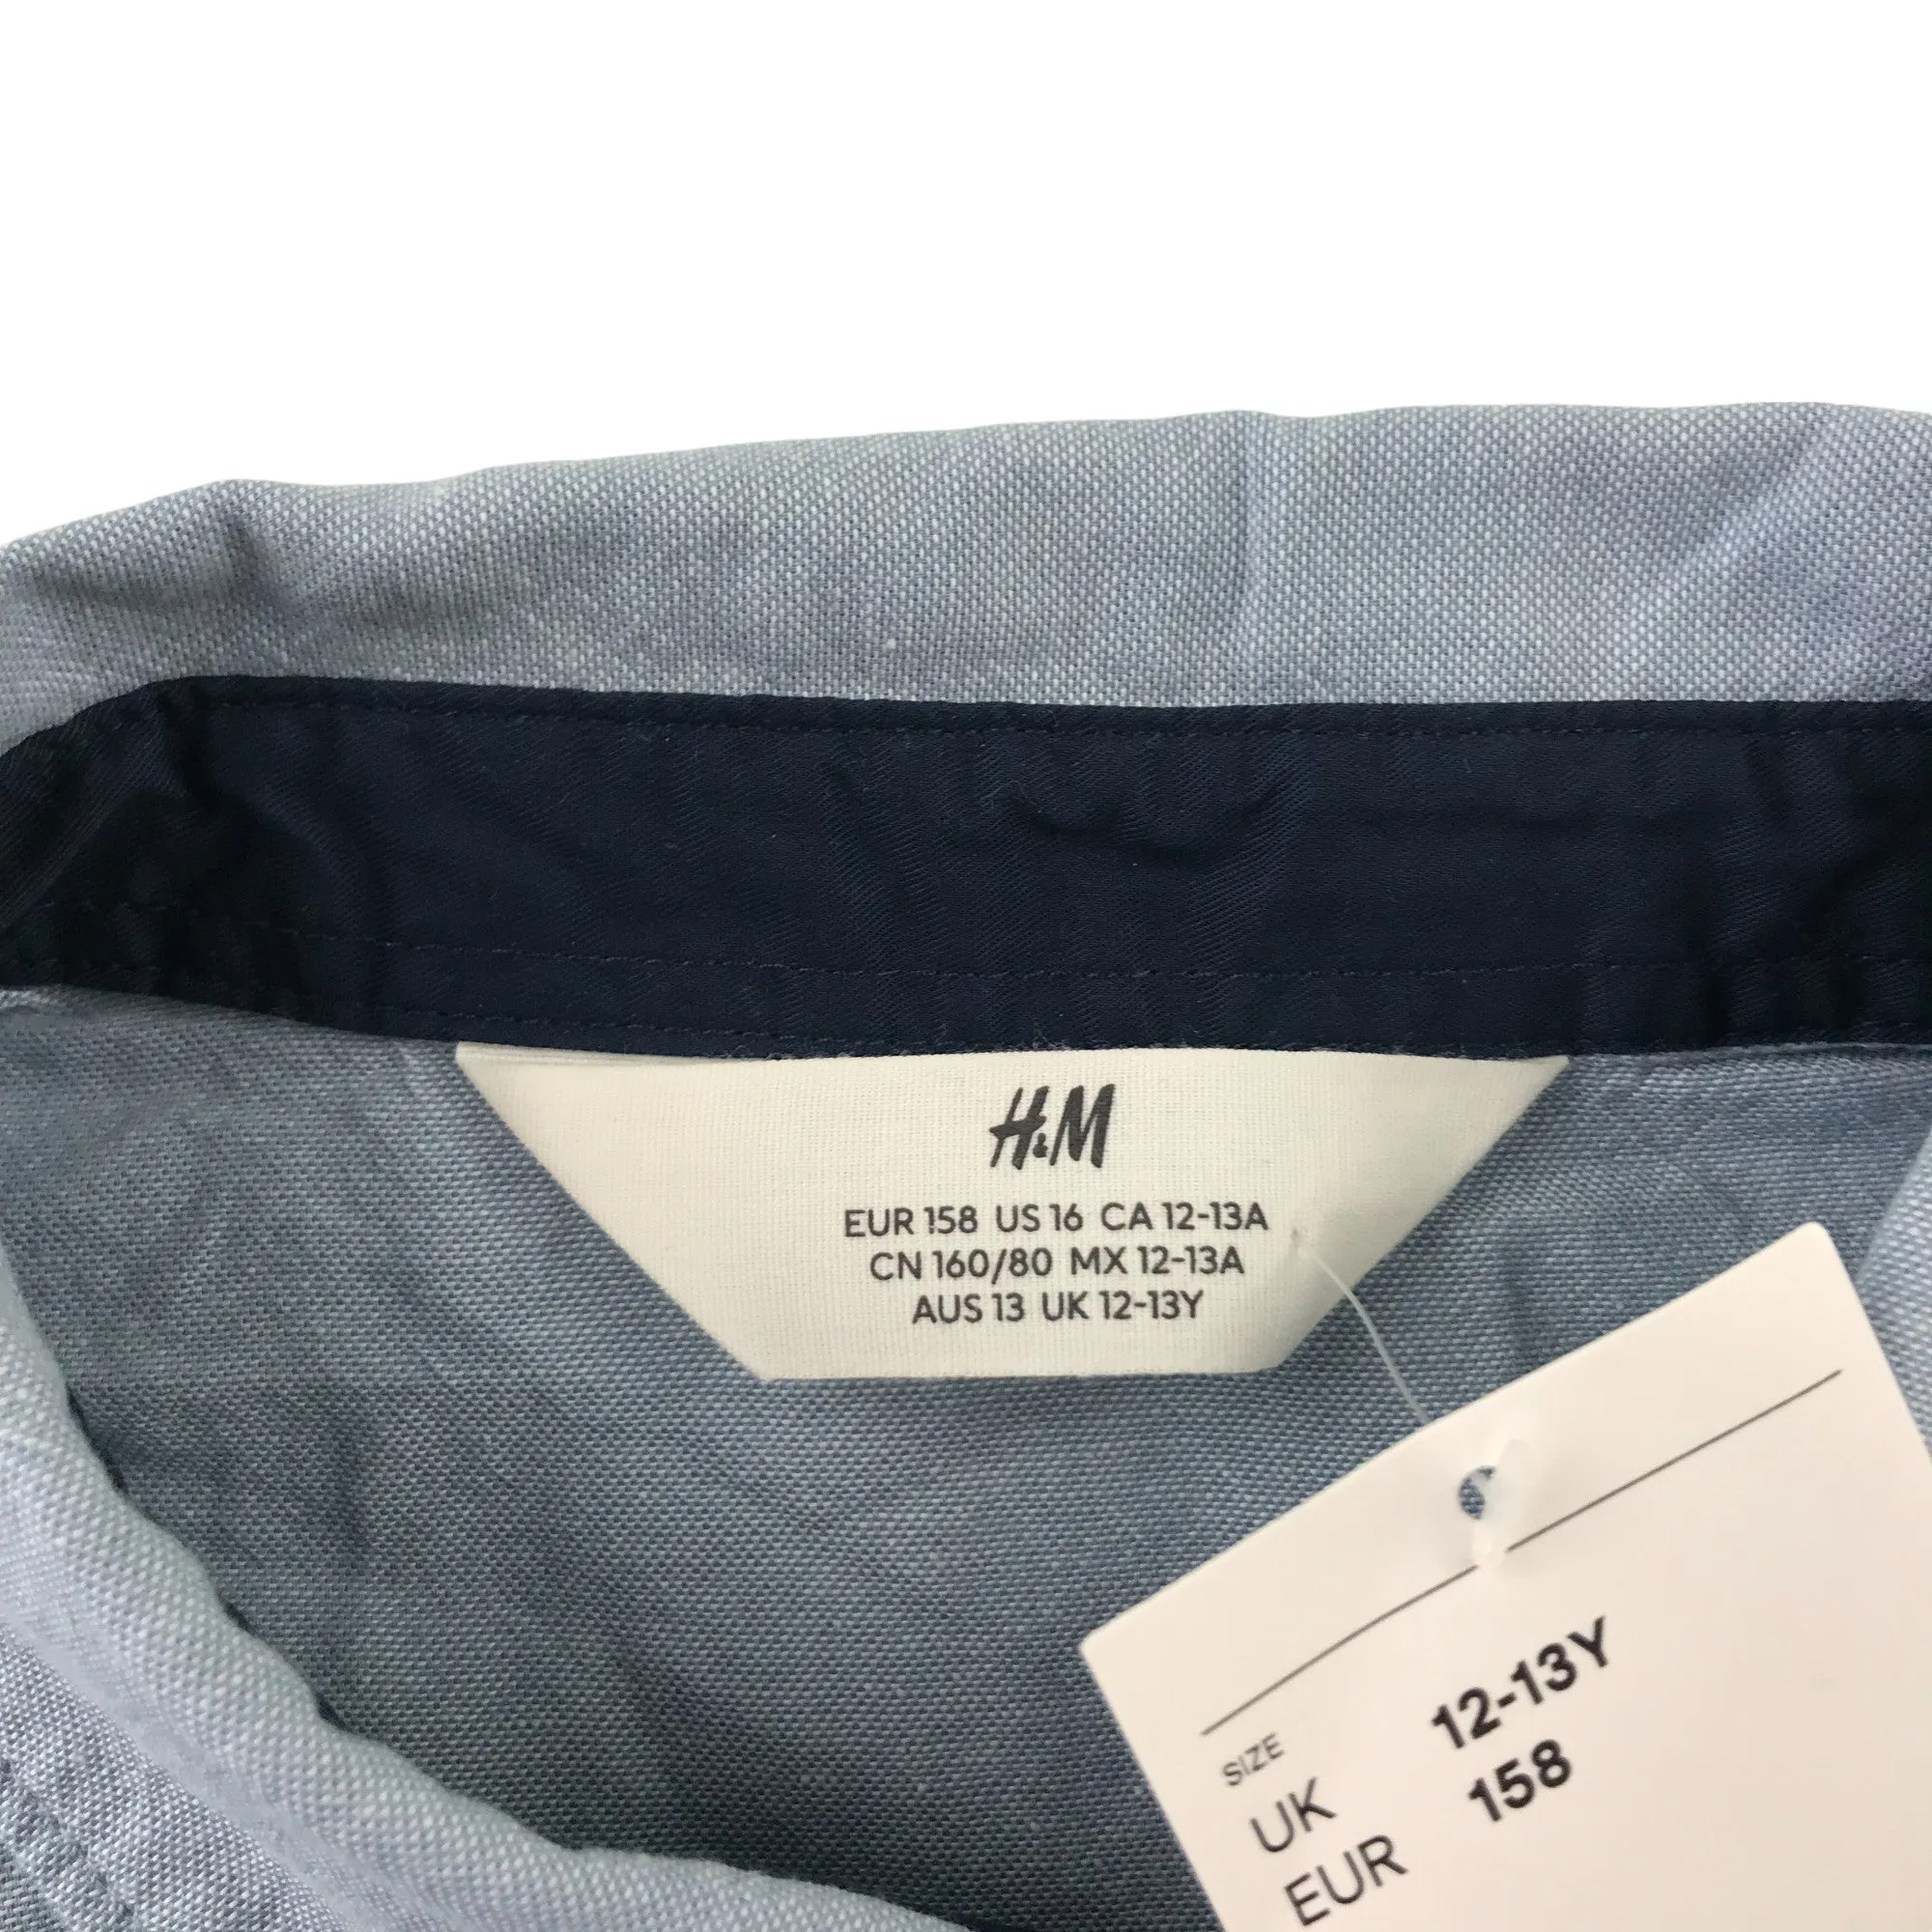 H&M
EUR 158 US 16 CA 12-13A
CN 160/80 MX 12-13A
AUS 13 UK 12-13Y
SIZE
UK 12-13Y
EUR 158